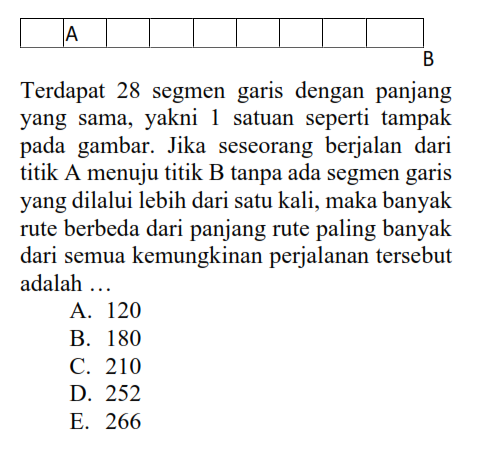 A
B
Terdapat 28 segmen garis dengan panjang
yang sama, yakni 1 satuan seperti tampak
pada gambar. Jika seseorang berjalan dari
titik A menuju titik B tanpa ada segmen garis
yang dilalui lebih dari satu kali, maka banyak
rute berbeda dari panjang rute paling banyak
dari semua kemungkinan perjalanan tersebut
adalah …
A. 120
B. 180
C. 210
D. 252
E. 266